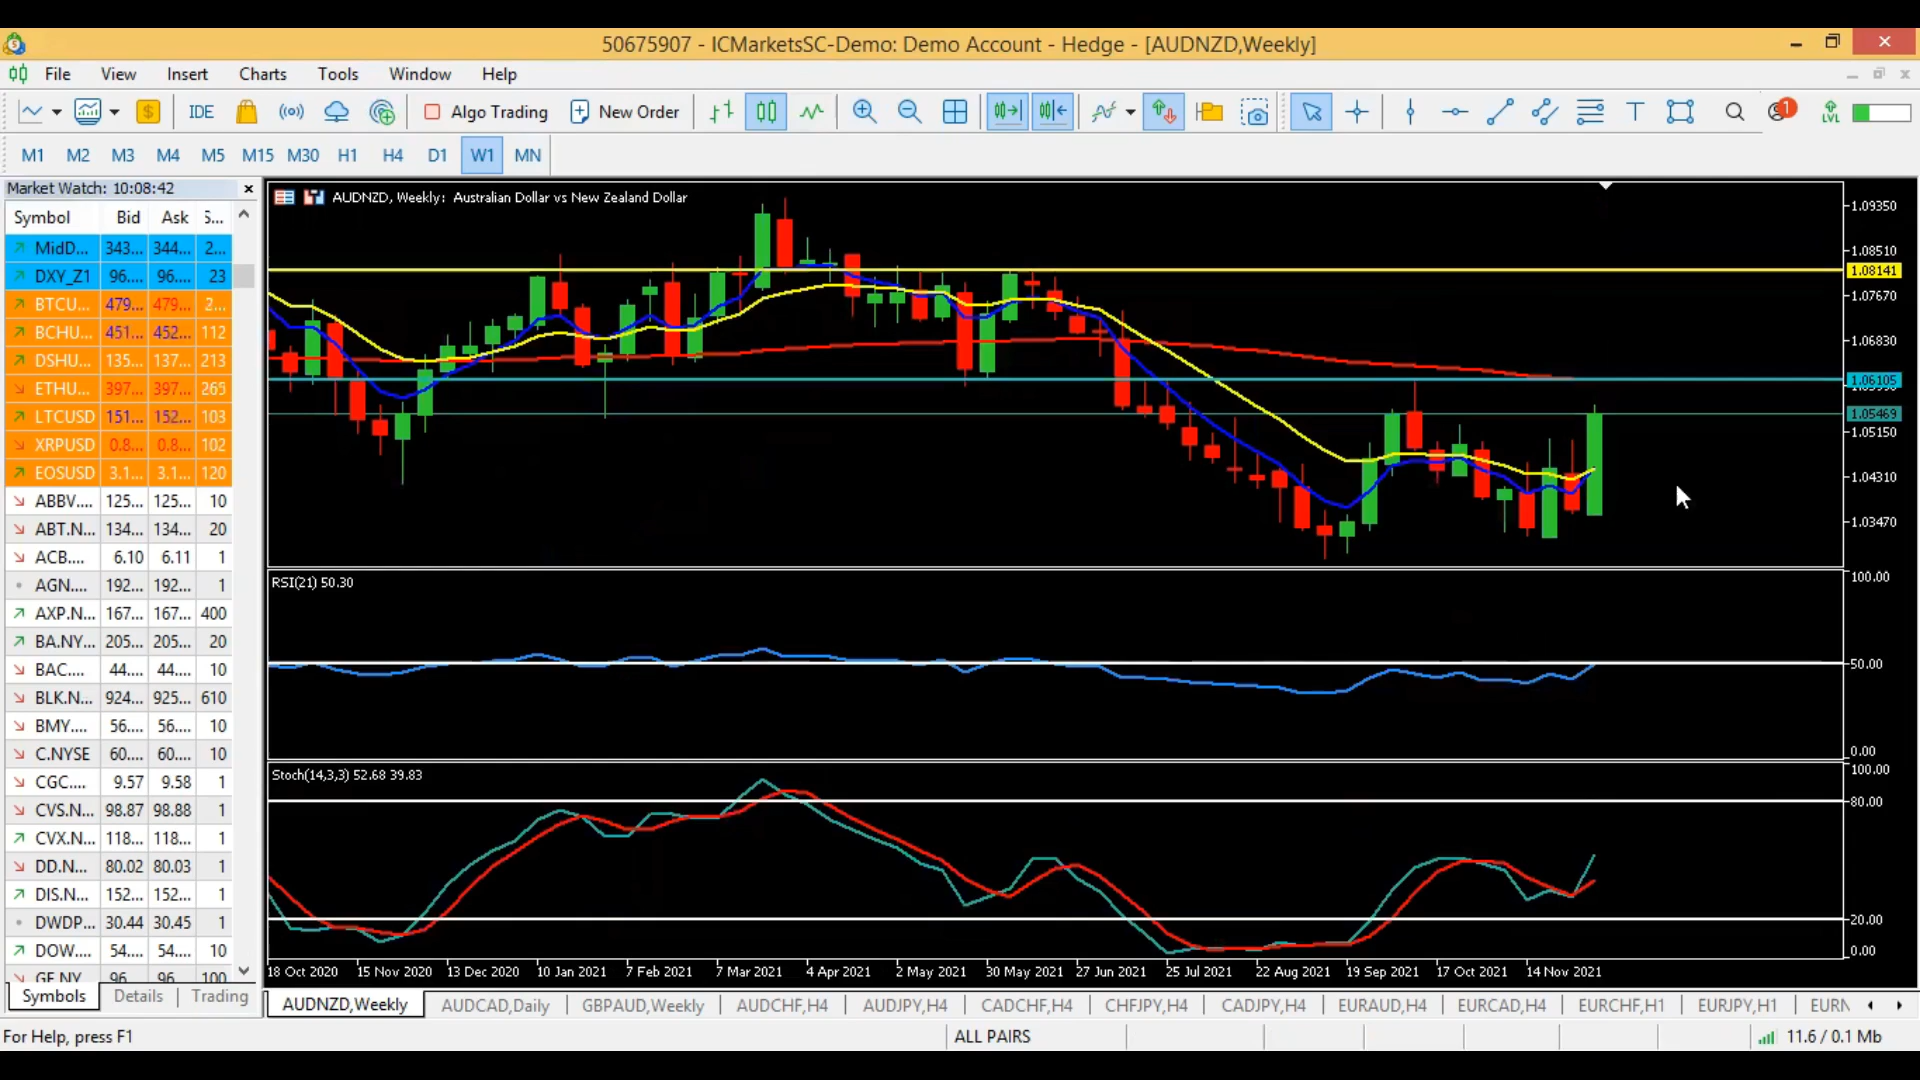 50675907 - ICMarketsSC-Demo: Demo Account - Hedge - [AUDNZD,Weekly]
File View Insert Charts Tools Window Help
IDE Algo Trading New Order 1 LVL
M1 M2 M3 M4 M5 M15 M30 H1 H4 D1 W1 MN
Market Watch: 10:08:42
Symbol Bid Ask S...
MidD... 343... 344... 2...
DXY_Z1 96.... 96.... 23
BTCU... 479... 479... 2...
BCHU... 451... 452... 112
DSHU... 135... 137... 213
ETHU... 397... 397... 265
LTCUSD 151... 152... 103
XRPUSD 0.8... 0.8... 102
EOSUSD 3.1... 3.1... 120
ABBV.... 125... 125... 10
ABT.N... 134... 134... 20
ACB.... 6.10 6.11 1
AGN.... 192... 192... 1
AXP.N... 167... 167... 400
BA.NY... 205... 205... 20
BAC.... 44.... 44.... 10
BLK.N... 924... 925... 610
BMY.... 56.... 56.... 10
C.NYSE 60.... 60.... 10
CGC.... 9.57 9.58 1
CVS.N... 98.87 98.88 1
CVX.N... 118... 118... 1
DD.N... 80.02 80.03 1
DIS.N... 152... 152... 1
DWDP... 30.44 30.45 1
DOW.... 54.... 54.... 10
GE.NY... 96... 96... 100
Symbols Details Trading
AUDNZD, Weekly: Australian Dollar vs New Zealand Dollar
1.09350
1.08510
1.08141
1.07670
1.06830
1.06105
1.05469
1.05150
1.04310
1.03470
RSI(21) 50.30
100.00
50.00
0.00
Stoch(14,3,3) 52.68 39.83
100.00
80.00
20.00
0.00
18 Oct 2020 15 Nov 2020 13 Dec 2020 10 Jan 2021 7 Feb 2021 7 Mar 2021 4 Apr 2021 2 May 2021 30 May 2021 27 Jun 2021 25 Jul 2021 22 Aug 2021 19 Sep 2021 17 Oct 2021 14 Nov 2021
AUDNZD,Weekly AUDCAD,Daily GBPAUD,Weekly AUDCHF,H4 AUDJPY,H4 CADCHF,H4 CHFJPY,H4 CADJPY,H4 EURAUD,H4 EURCAD,H4 EURCHF,H1 EURJPY,H1 EURN
For Help, press F1 ALL PAIRS 11.6 / 0.1 Mb